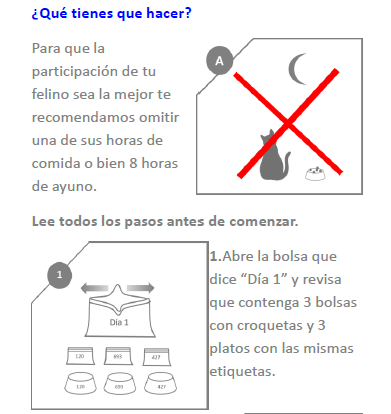 ¿Qué tienes que hacer?
Para que la
participación de tu
felino sea la mejor te
recomendamos omitir
una de sus horas de
comida o bien 8 horas
de ayuno.
A
Lee todos los pasos antes de comenzar.
1
Día 1
120 693 427
120 693 427
1.Abre la bolsa que
dice “Día 1” y revisa
que contenga 3 bolsas
con croquetas y 3
platos con las mismas
etiquetas.